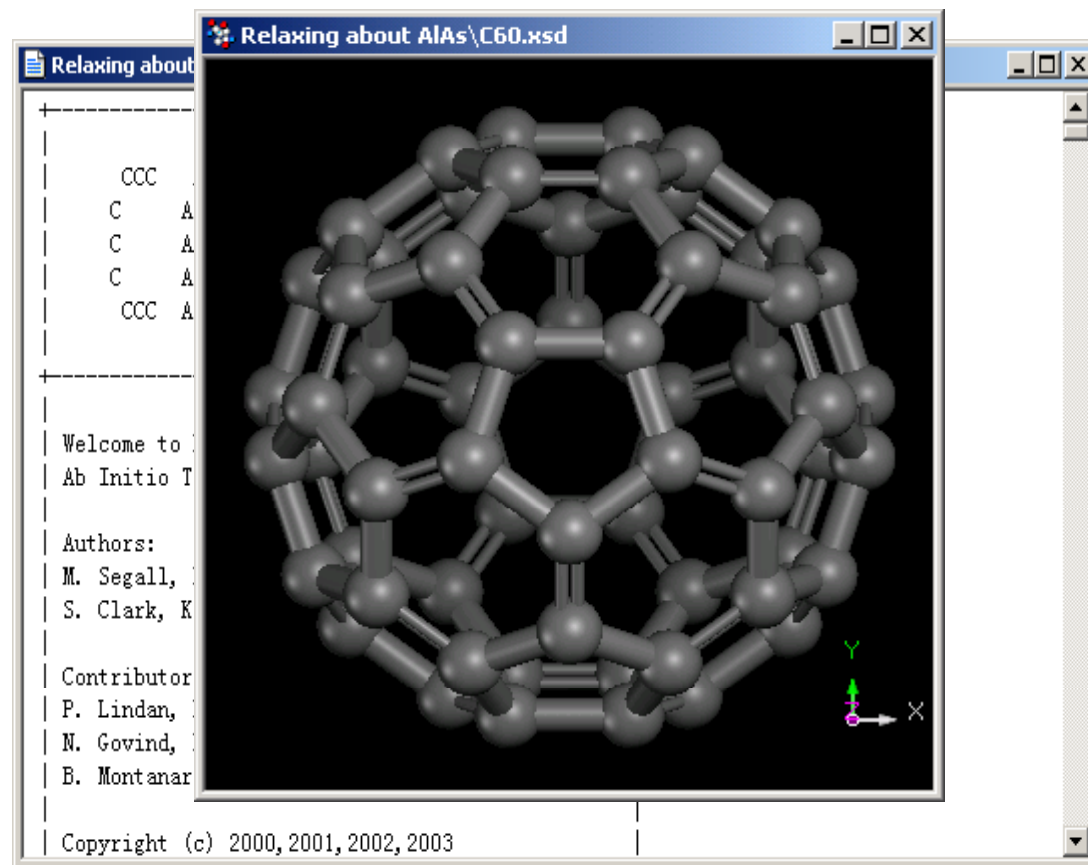 Relaxing about AlAs\C60.xsd
Relaxing about
CCC
C A
C A
C A
CCC A
Welcome to
Ab Initio T
Authors:
M. Segall,
S. Clark, K
Contributor
P. Lindan,
N. Govind,
B. Montanar
Copyright (c) 2000,2001,2002,2003
Y
X